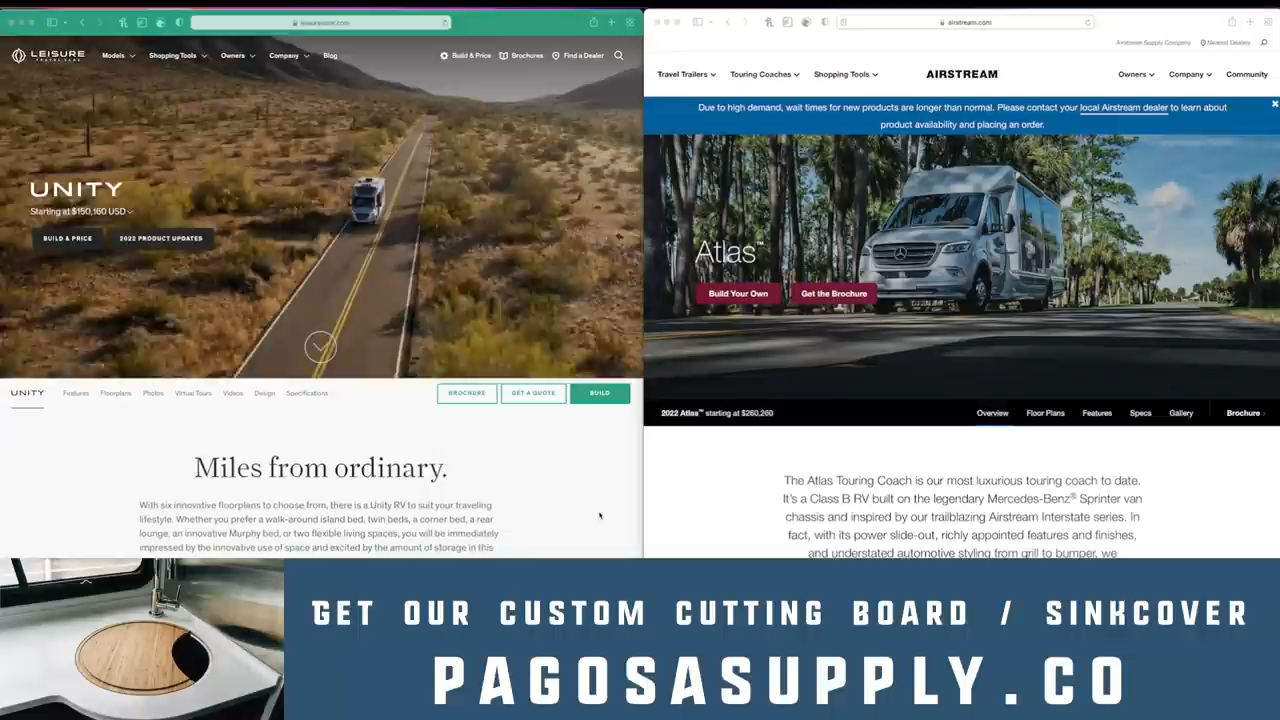 leisurevans.com
LEISURE
TRAVEL VANS
Models
Shopping Tools
Owners
Company
Blog
Build & Price
Brochures
Find a Dealer
UNITY
Starting at $150,160 USD
BUILD & PRICE
2022 PRODUCT UPDATES
UNITY
Features
Floorplans
Photos
Virtual Tours
Videos
Design
Specifications
BROCHURE
GET A QUOTE
BUILD
Miles from ordinary.
With six innovative floorplans to choose from, there is a Unity RV to suit your traveling
lifestyle. Whether you prefer a walk-around island bed, twin beds, a corner bed, a rear
lounge, an innovative Murphy bed, or two flexible living spaces, you will be immediately
impressed by the innovative use of space and excited by the amount of storage in this
airstream.com
Airstream Supply Company
Nearest Dealers
Travel Trailers
Touring Coaches
Shopping Tools
AIRSTREAM
Owners
Company
Community
Due to high demand, wait times for new products are longer than normal. Please contact your local Airstream dealer to learn about
product availability and placing an order.
Atlas™
Build Your Own
Get the Brochure
2022 Atlas™ starting at $260,260
Overview
Floor Plans
Features
Specs
Gallery
Brochure
The Atlas Touring Coach is our most luxurious touring coach to date.
It's a Class B RV built on the legendary Mercedes-Benz® Sprinter van
chassis and inspired by our trailblazing Airstream Interstate series. In
fact, with its power slide-out, richly appointed features and finishes,
and understated automotive styling from grill to bumper, we
GET OUR CUSTOM CUTTING BOARD / SINKCOVER
PAGOSASUPPLY.CO